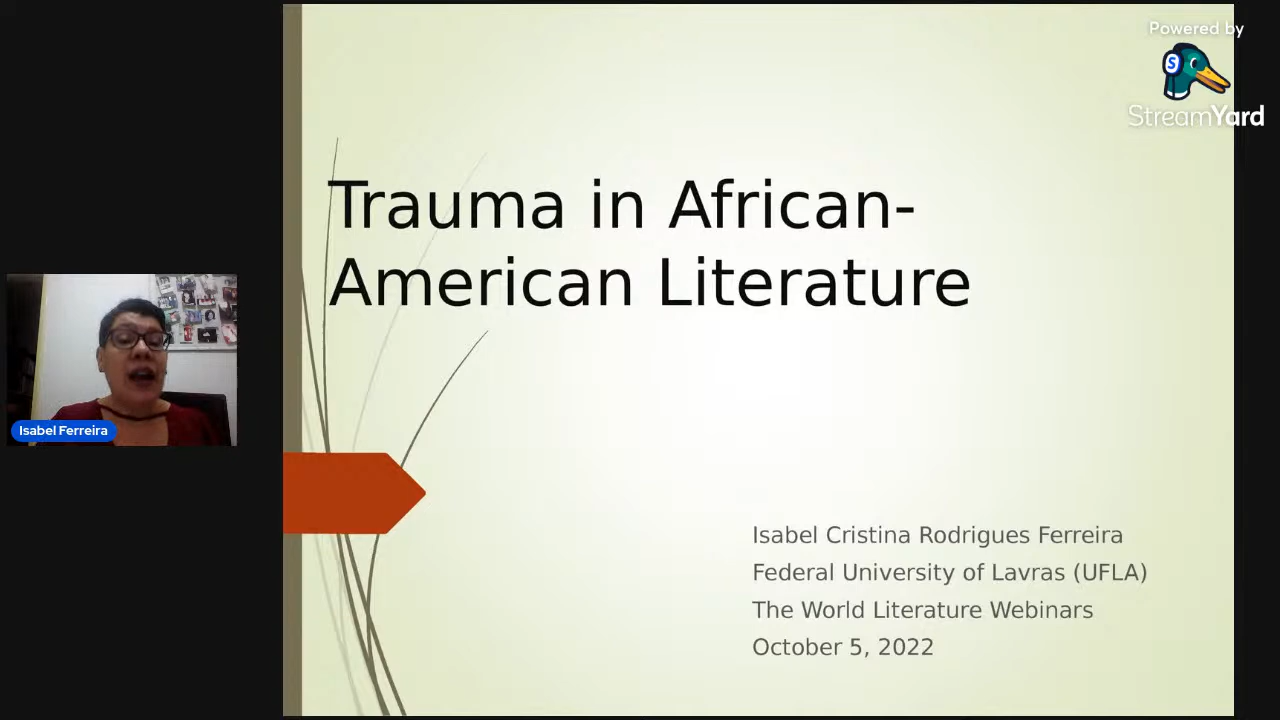 Powered by
S
StreamYard
Trauma in African-
American Literature
Isabel Ferreira
Isabel Cristina Rodrigues Ferreira
Federal University of Lavras (UFLA)
The World Literature Webinars
October 5, 2022